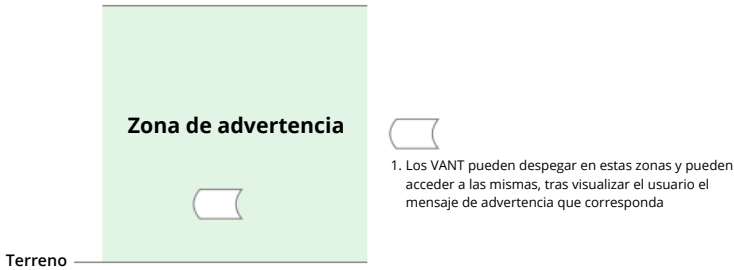 Zona de advertencia
1. Los VANT pueden despegar en estas zonas y pueden
acceder a las mismas, tras visualizar el usuario el
mensaje de advertencia que corresponda
Terreno